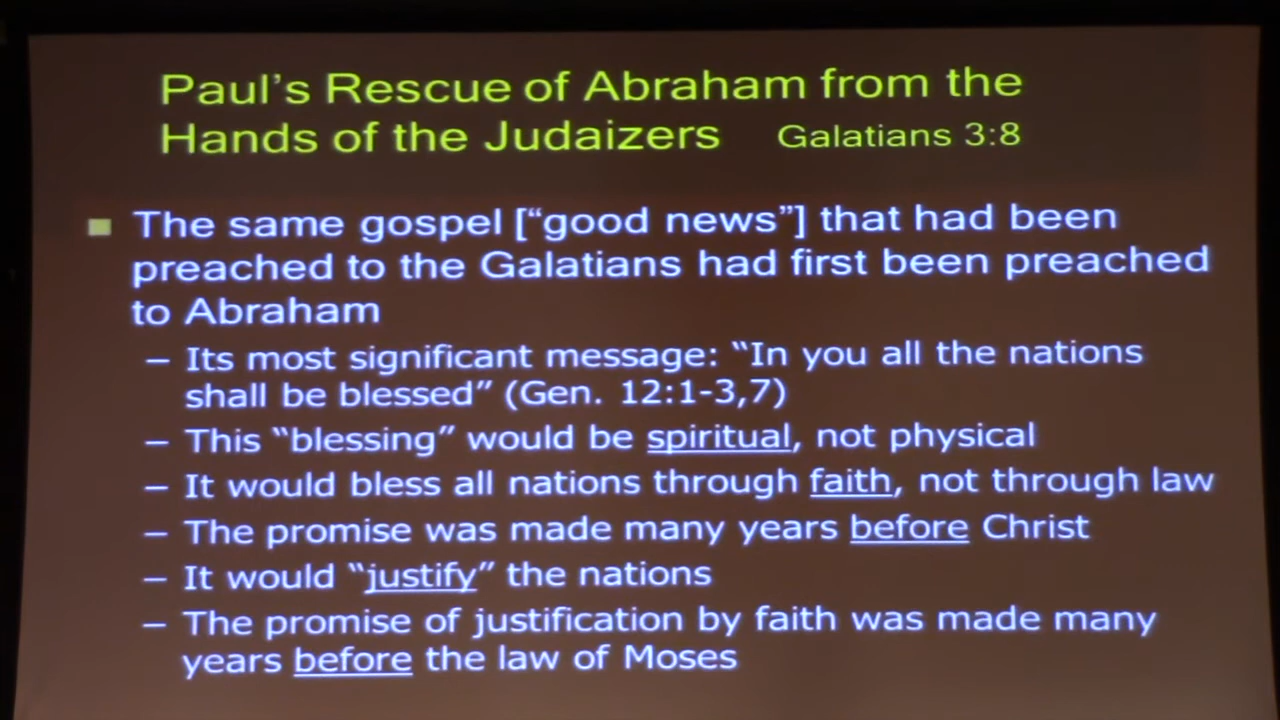 Paul's Rescue of Abraham from the
Hands of the Judaizers Galatians 3:8
The same gospel [“good news”] that had been
preached to the Galatians had first been preached
to Abraham
– Its most significant message: “In you all the nations
shall be blessed” (Gen. 12:1-3,7)
– This “blessing” would be spiritual, not physical
– It would bless all nations through faith, not through law
– The promise was made many years before Christ
– It would “justify” the nations
– The promise of justification by faith was made many
years before the law of Moses